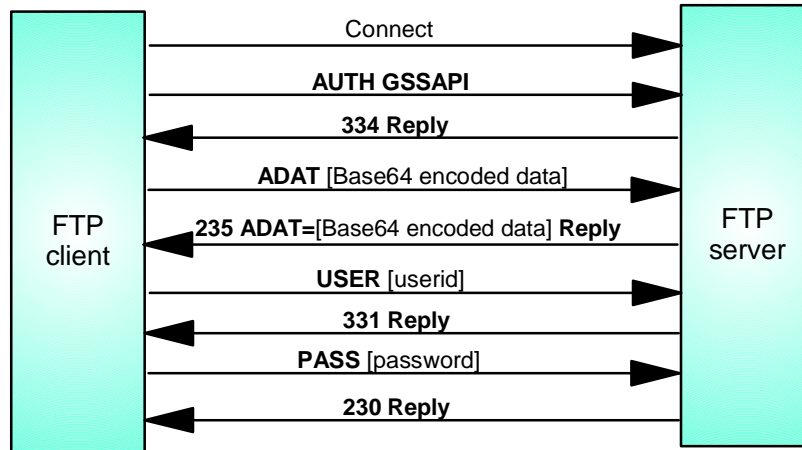 Connect
AUTH GSSAPI
334 Reply
ADAT [Base64 encoded data]
FTP
client
235 ADAT=[Base64 encoded data] Reply
FTP
server
USER [userid]
331 Reply
PASS [password]
230 Reply